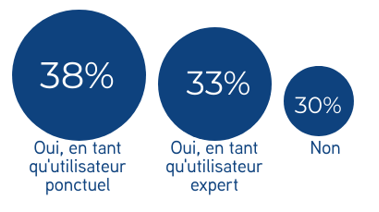 38%
33%
30%
Oui, en tant
qu'utilisateur
ponctuel
Oui, en tant
qu'utilisateur
expert
Non